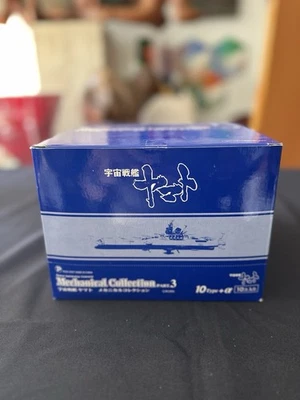 宇宙戦艦
ヤマト
Mechanical Collection PART.3
宇宙戦艦ヤマト メカニカルコレクション
10 Type + α